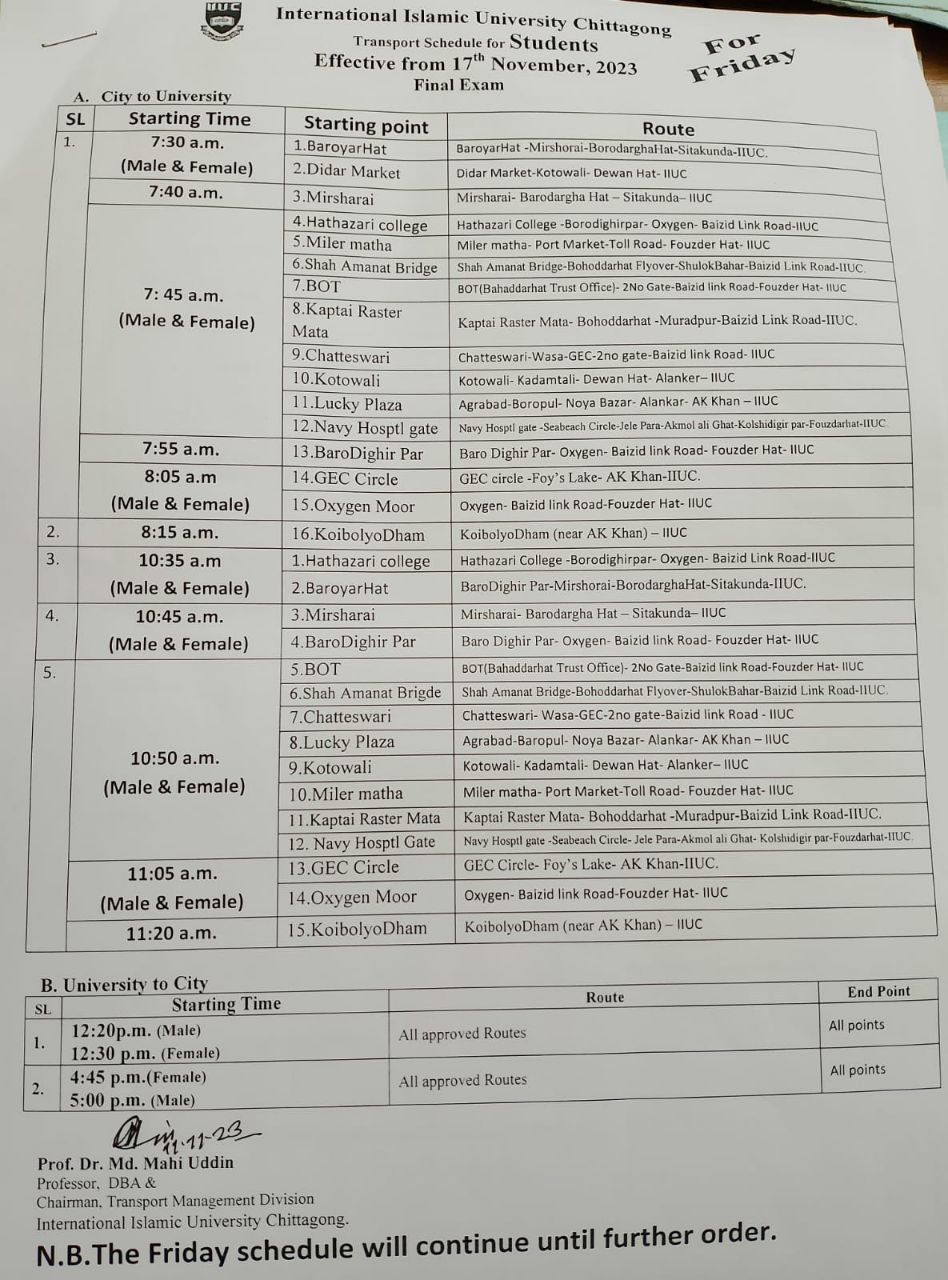 IIUC
International Islamic University Chittagong
Transport Schedule for Students
Effective from 17th November, 2023
Final Exam
For
Friday
A. City to University
SL Starting Time Starting point Route
1. 7:30 a.m. (Male & Female) 1.BaroyarHat BaroyarHat -Mirshorai-BorodarghaHat-Sitakunda-IIUC.
2.Didar Market Didar Market-Kotowali- Dewan Hat- IIUC
7:40 a.m. 3.Mirsharai Mirsharai- Barodargha Hat – Sitakunda– IIUC
7: 45 a.m. (Male & Female) 4.Hathazari college Hathazari College -Borodighirpar- Oxygen- Baizid Link Road-IIUC
5.Miler matha Miler matha- Port Market-Toll Road- Fouzder Hat- IIUC
6.Shah Amanat Bridge Shah Amanat Bridge-Bohoddarhat Flyover-ShulokBahar-Baizid Link Road-IIUC.
7.BOT BOT(Bahaddarhat Trust Office)- 2No Gate-Baizid link Road-Fouzder Hat- IIUC
8.Kaptai Raster Mata Kaptai Raster Mata- Bohoddarhat -Muradpur-Baizid Link Road-IIUC.
9.Chatteswari Chatteswari-Wasa-GEC-2no gate-Baizid link Road- IIUC
10.Kotowali Kotowali- Kadamtali- Dewan Hat- Alanker– IIUC
11.Lucky Plaza Agrabad-Boropul- Noya Bazar- Alankar- AK Khan – IIUC
12.Navy Hosptl gate Navy Hosptl gate -Seabeach Circle-Jele Para-Akmol ali Ghat-Kolshidigir par-Fouzdarhat-IIUC.
7:55 a.m. 13.BaroDighir Par Baro Dighir Par- Oxygen- Baizid link Road- Fouzder Hat- IIUC
8:05 a.m (Male & Female) 14.GEC Circle GEC circle -Foy's Lake- AK Khan-IIUC.
15.Oxygen Moor Oxygen- Baizid link Road-Fouzder Hat- IIUC
2. 8:15 a.m. 16.KoibolyoDham KoibolyoDham (near AK Khan) – IIUC
3. 10:35 a.m (Male & Female) 1.Hathazari college Hathazari College -Borodighirpar- Oxygen- Baizid Link Road-IIUC
2.BaroyarHat BaroDighir Par-Mirshorai-BorodarghaHat-Sitakunda-IIUC.
4. 10:45 a.m. (Male & Female) 3.Mirsharai Mirsharai- Barodargha Hat – Sitakunda– IIUC
4.BaroDighir Par Baro Dighir Par- Oxygen- Baizid link Road- Fouzder Hat- IIUC
5. 10:50 a.m. (Male & Female) 5.BOT BOT(Bahaddarhat Trust Office)- 2No Gate-Baizid link Road-Fouzder Hat- IIUC
6.Shah Amanat Brigde Shah Amanat Bridge-Bohoddarhat Flyover-ShulokBahar-Baizid Link Road-IIUC.
7.Chatteswari Chatteswari- Wasa-GEC-2no gate-Baizid link Road - IIUC
8.Lucky Plaza Agrabad-Baropul- Noya Bazar- Alankar- AK Khan – IIUC
9.Kotowali Kotowali- Kadamtali- Dewan Hat- Alanker– IIUC
10.Miler matha Miler matha- Port Market-Toll Road- Fouzder Hat- IIUC
11.Kaptai Raster Mata Kaptai Raster Mata- Bohoddarhat -Muradpur-Baizid Link Road-IIUC.
12. Navy Hosptl Gate Navy Hosptl gate -Seabeach Circle- Jele Para-Akmol ali Ghat- Kolshidigir par-Fouzdarhat-IIUC.
11:05 a.m. (Male & Female) 13.GEC Circle GEC Circle- Foy's Lake- AK Khan-IIUC.
14.Oxygen Moor Oxygen- Baizid link Road-Fouzder Hat- IIUC
11:20 a.m. 15.KoibolyoDham KoibolyoDham (near AK Khan) – IIUC
B. University to City
SL Starting Time Route End Point
1. 12:20p.m. (Male) All approved Routes All points
12:30 p.m. (Female)
2. 4:45 p.m.(Female) All approved Routes All points
5:00 p.m. (Male)
11-11-23
Prof. Dr. Md. Mahi Uddin
Professor, DBA &
Chairman, Transport Management Division
International Islamic University Chittagong.
N.B.The Friday schedule will continue until further order.